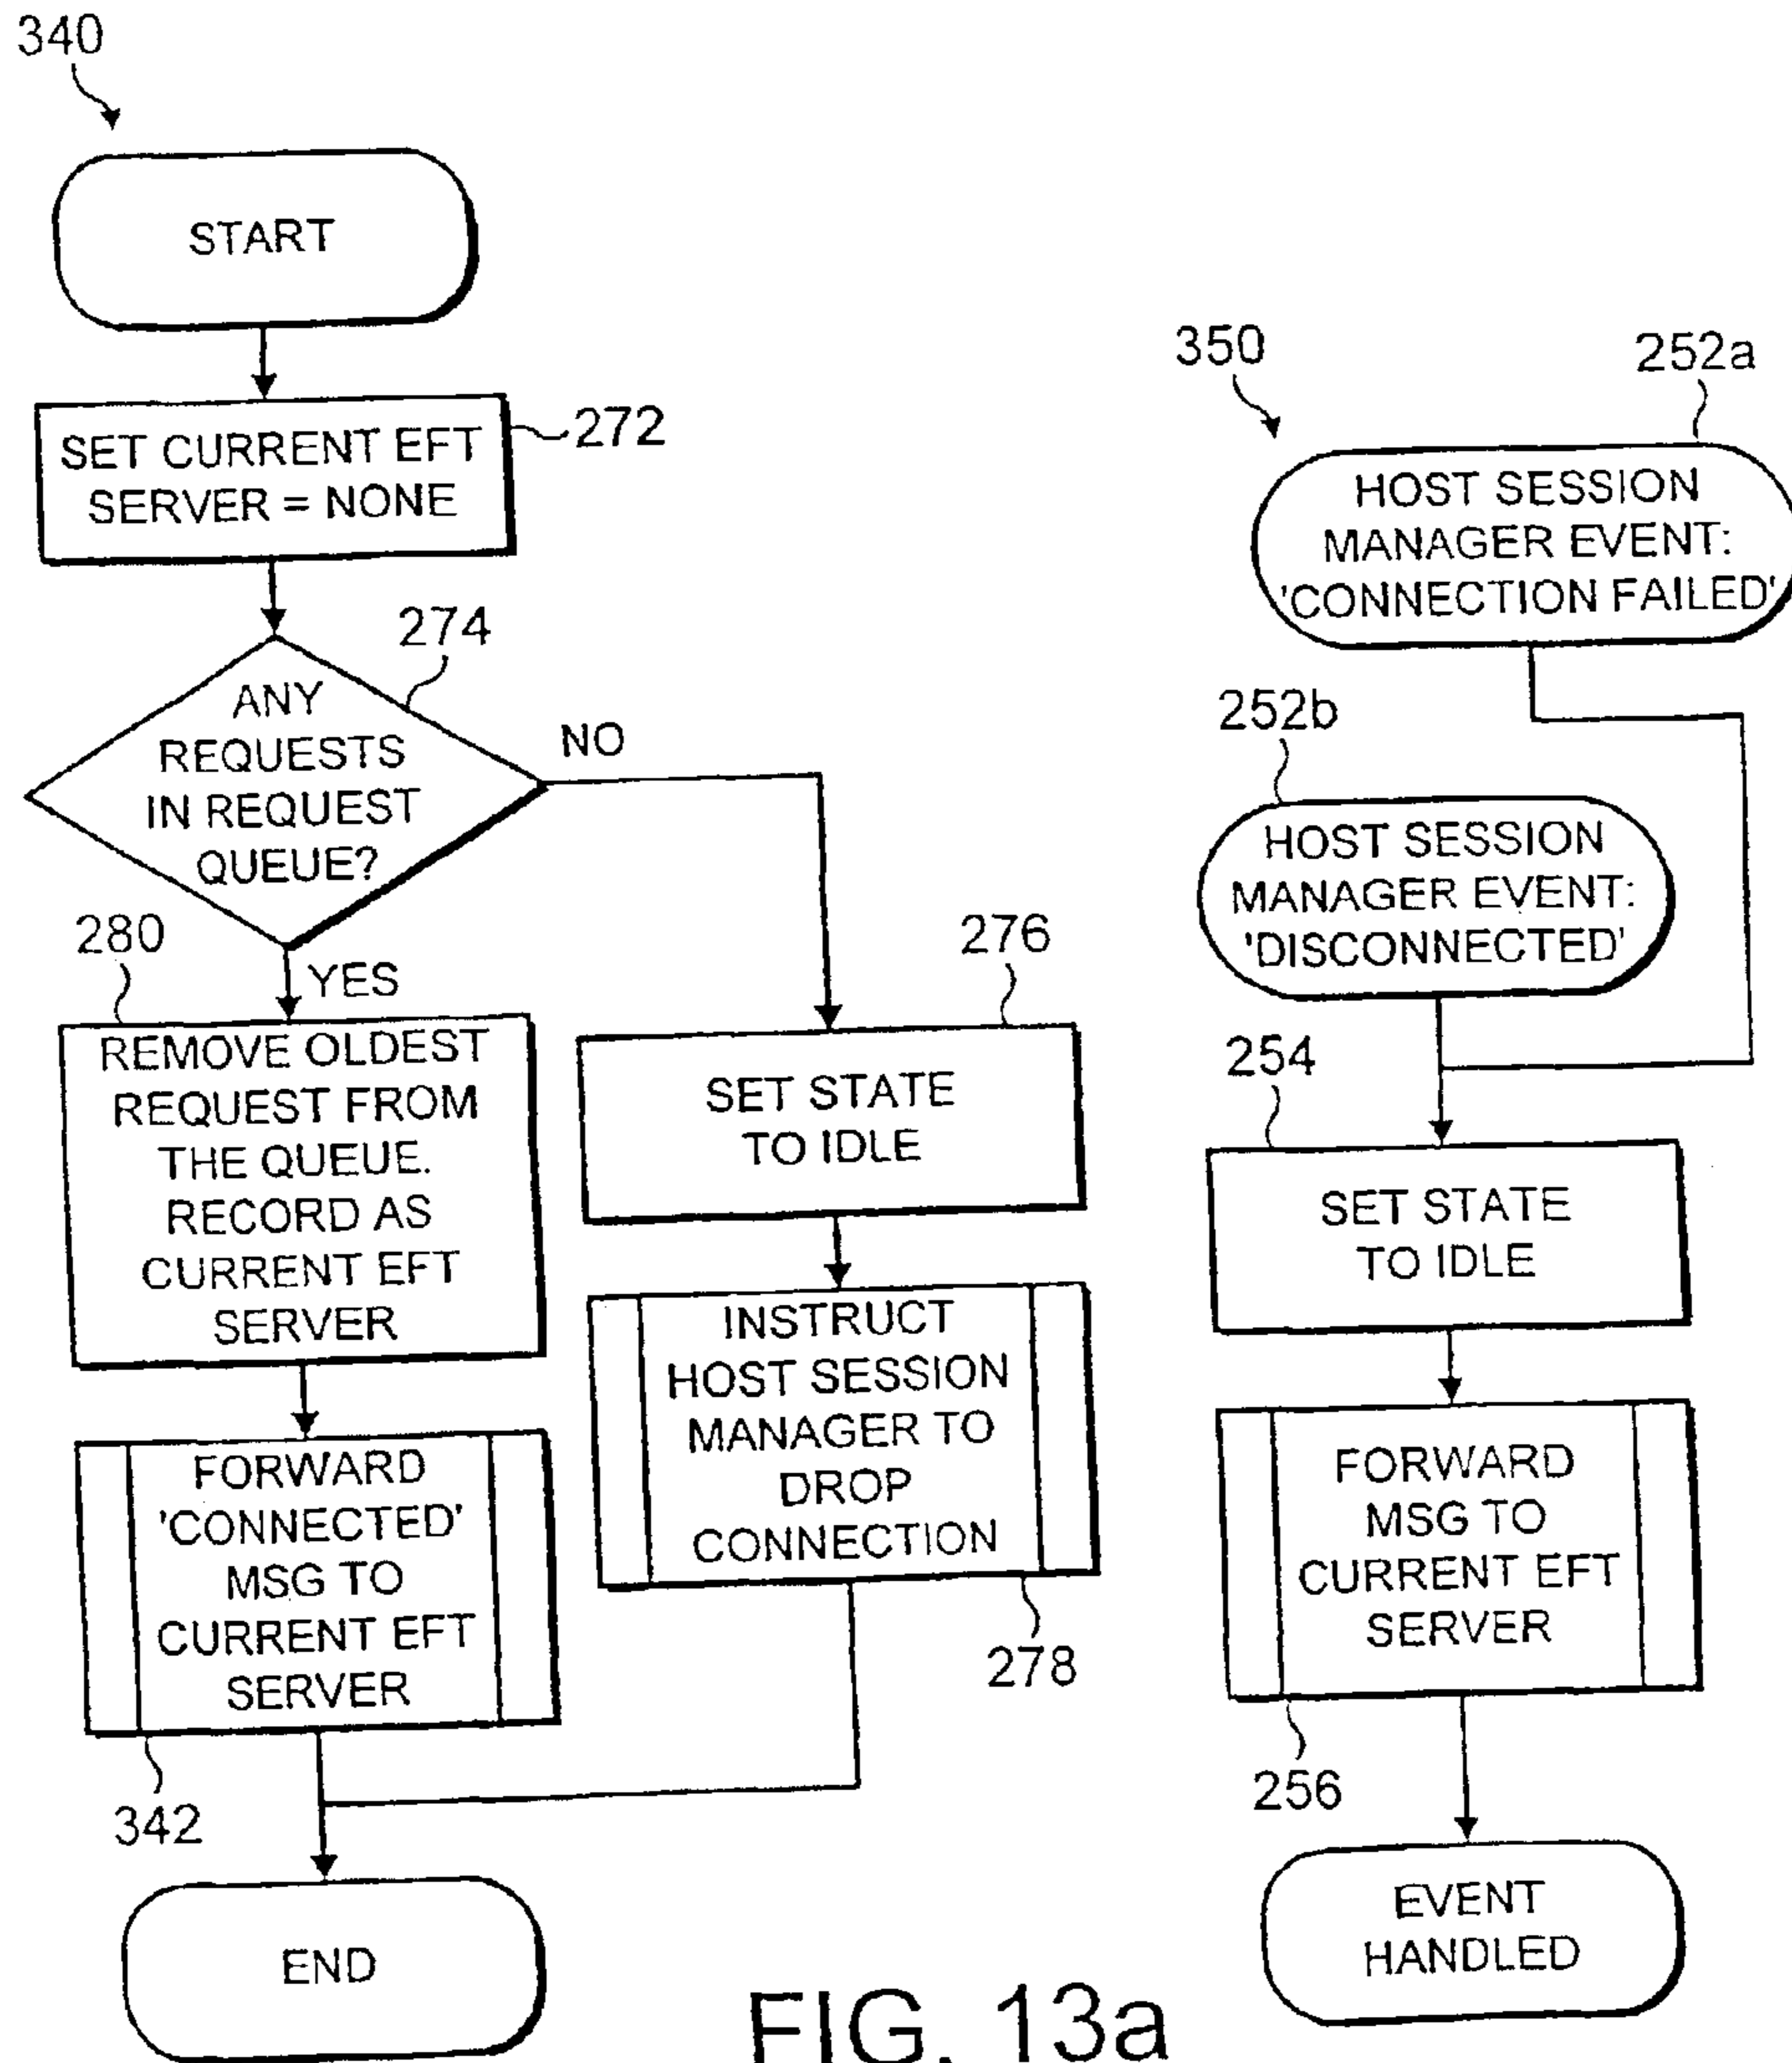 340
START
SET CURRENT EFT
SERVER = NONE
272
274
ANY
REQUESTS
IN REQUEST
QUEUE?
NO
YES
280
REMOVE OLDEST
REQUEST FROM
THE QUEUE.
RECORD AS
CURRENT EFT
SERVER
276
SET STATE
TO IDLE
FORWARD
'CONNECTED'
MSG TO
CURRENT EFT
SERVER
342
INSTRUCT
HOST SESSION
MANAGER TO
DROP
CONNECTION
278
END
350
252a
HOST SESSION
MANAGER EVENT:
'CONNECTION FAILED'
252b
HOST SESSION
MANAGER EVENT:
'DISCONNECTED'
254
SET STATE
TO IDLE
FORWARD
MSG TO
CURRENT EFT
SERVER
256
EVENT
HANDLED
FIG. 13a